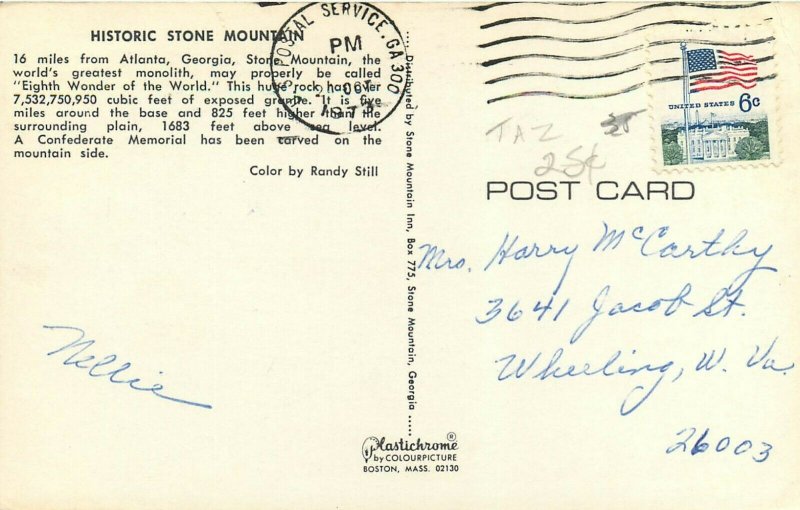 HISTORIC STONE MOUNTAIN
16 miles from Atlanta, Georgia, Stone Mountain, the
world's greatest monolith, may properly be called
"Eighth Wonder of the World." This huge rock has over
7,532,750,950 cubic feet of exposed granite. It is five
miles around the base and 825 feet higher than the
surrounding plain, 1683 feet above sea level.
A Confederate Memorial has been carved on the
mountain side.
Color by Randy Still
Nellie
POSTAL SERVICE, GA 300
PM
OCT
1973
..... Distributed by Stone Mountain Inn, Box 775, Stone Mountain, Georgia .....
Plastichrome®
by COLOURPICTURE
BOSTON, MASS. 02130
UNITED STATES 6c
TAZ
25¢
POST CARD
Mrs. Harry McCarthy
3641 Jacob St.
Wheeling, W. Va.
26003